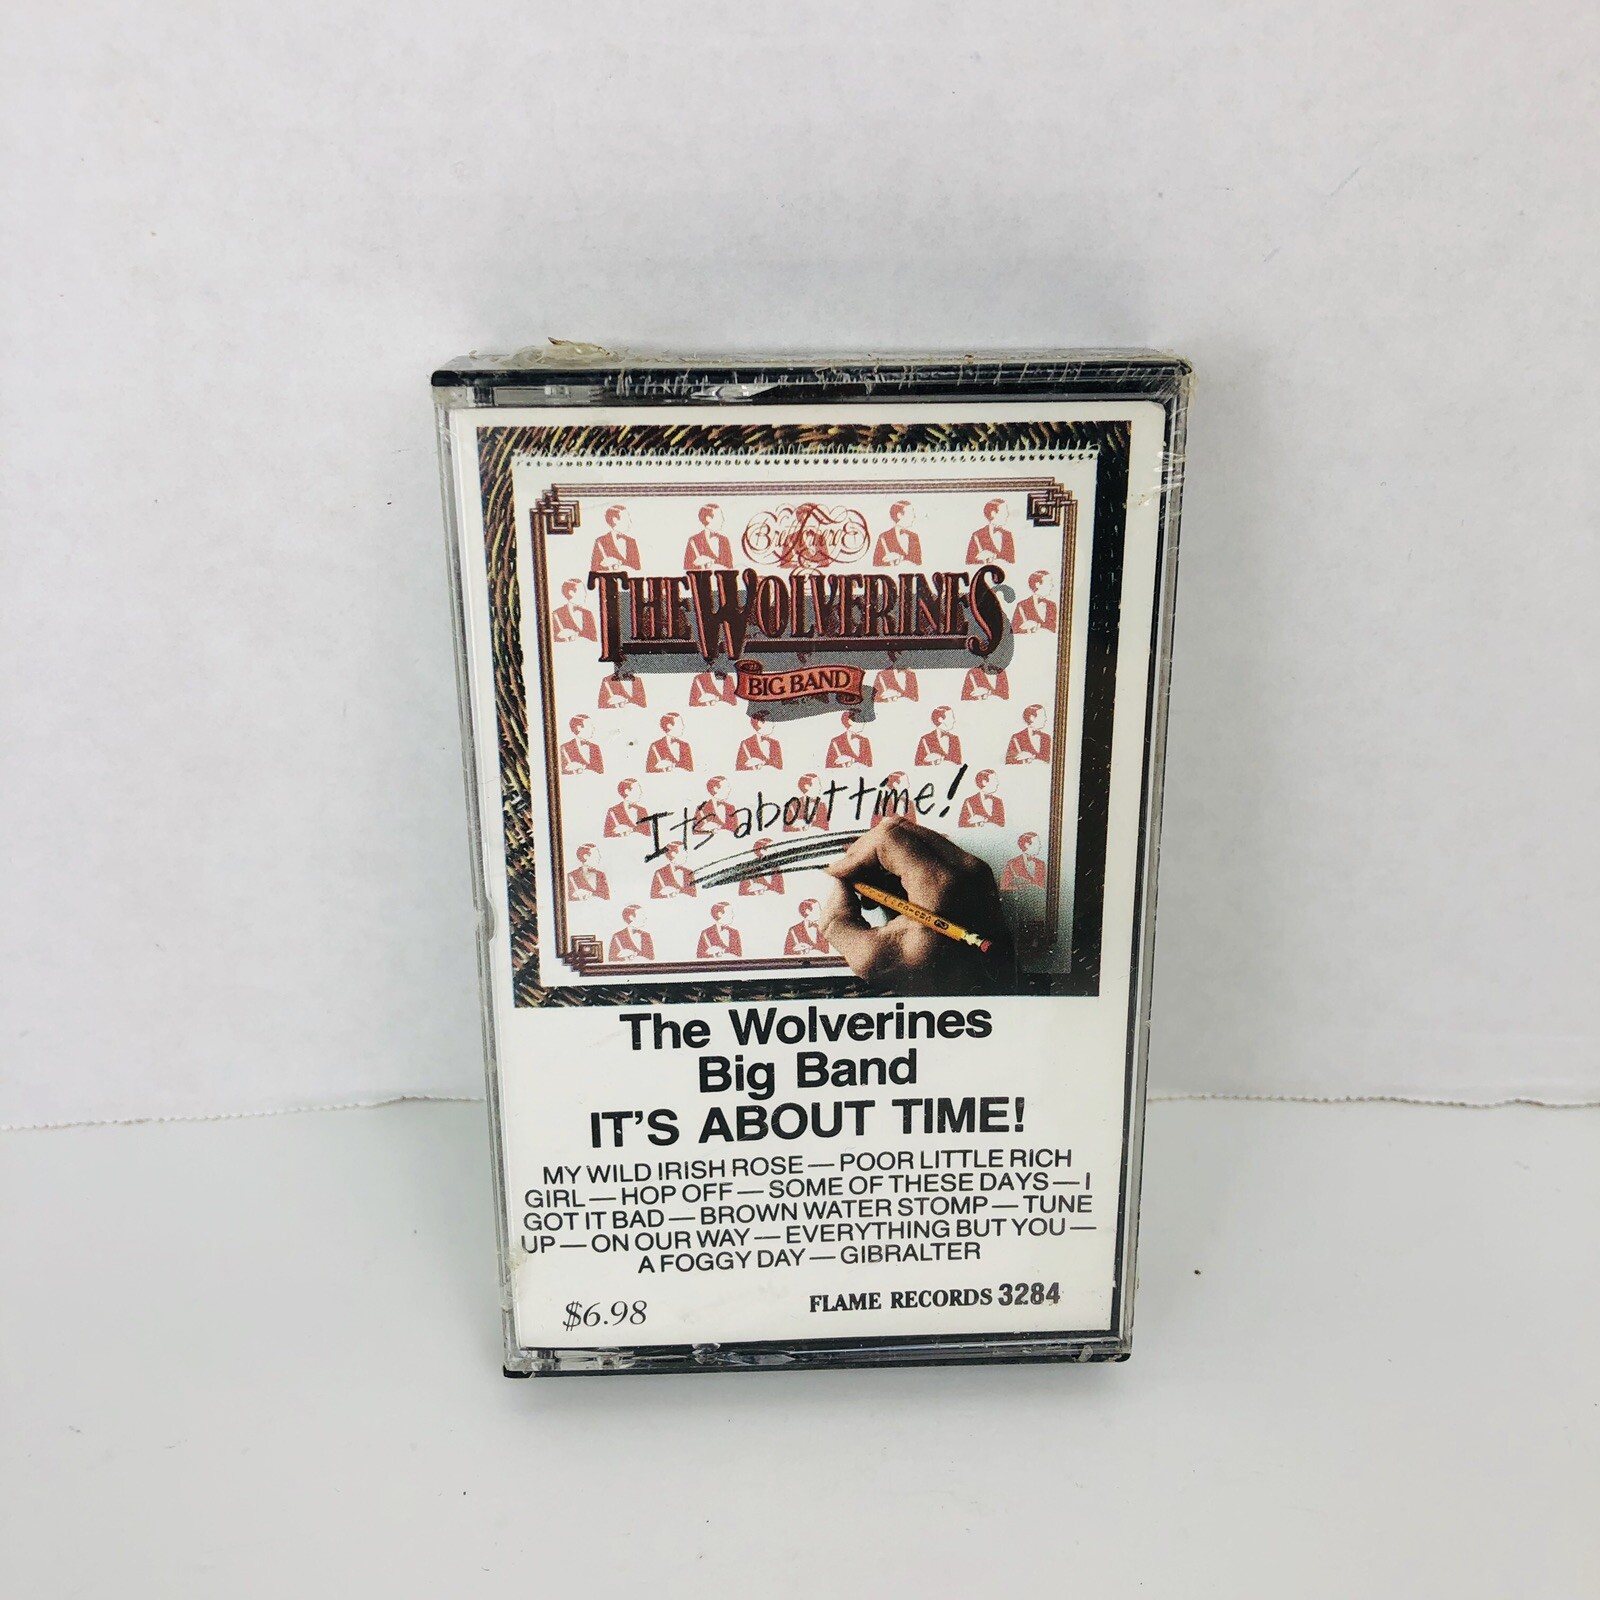 THE WOLVERINES
BIG BAND
It's about time!
The Wolverines
Big Band
IT'S ABOUT TIME!
MY WILD IRISH ROSE — POOR LITTLE RICH
GIRL — HOP OFF — SOME OF THESE DAYS — I
GOT IT BAD — BROWN WATER STOMP — TUNE
UP — ON OUR WAY — EVERYTHING BUT YOU —
A FOGGY DAY — GIBRALTER
$6.98
FLAME RECORDS 3284